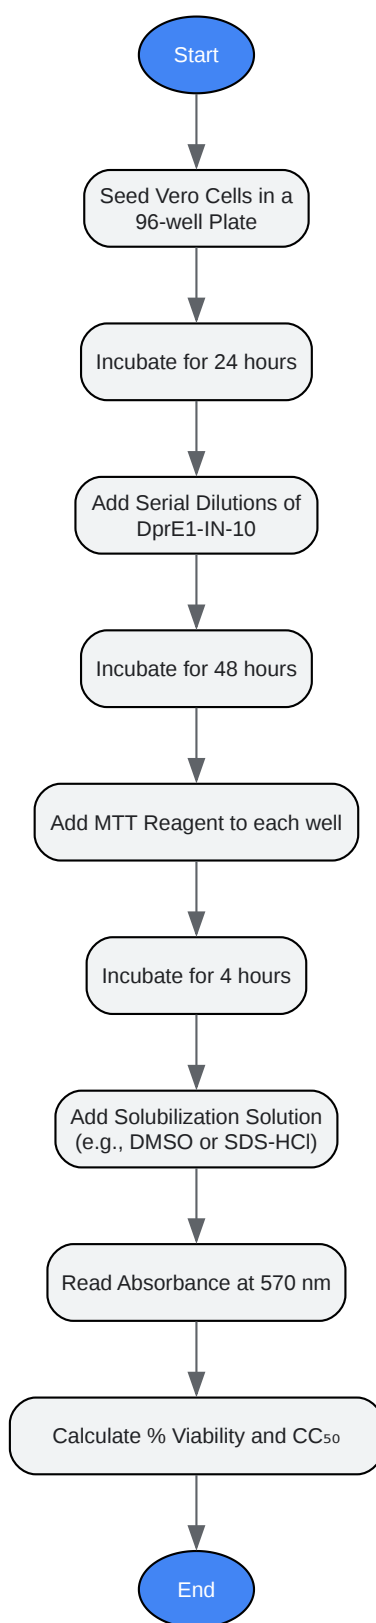 Start
Seed Vero Cells in a
96-well Plate
Incubate for 24 hours
Add Serial Dilutions of
DprE1-IN-10
Incubate for 48 hours
Add MTT Reagent to each well
Incubate for 4 hours
Add Solubilization Solution
(e.g., DMSO or SDS-HCl)
Read Absorbance at 570 nm
Calculate % Viability and CC₅₀
End